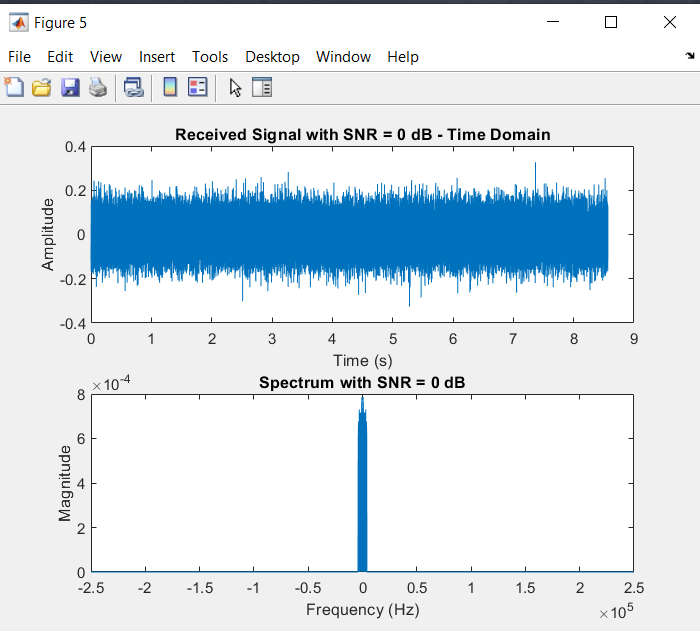 Figure 5
File Edit View Insert Tools Desktop Window Help
Received Signal with SNR = 0 dB - Time Domain
0.4
0.2
0
-0.2
-0.4
Amplitude
0 1 2 3 4 5 6 7 8 9
Time (s)
Spectrum with SNR = 0 dB
×10-4
8
6
4
2
0
Magnitude
-2.5 -2 -1.5 -1 -0.5 0 0.5 1 1.5 2 2.5
Frequency (Hz)
×10^5